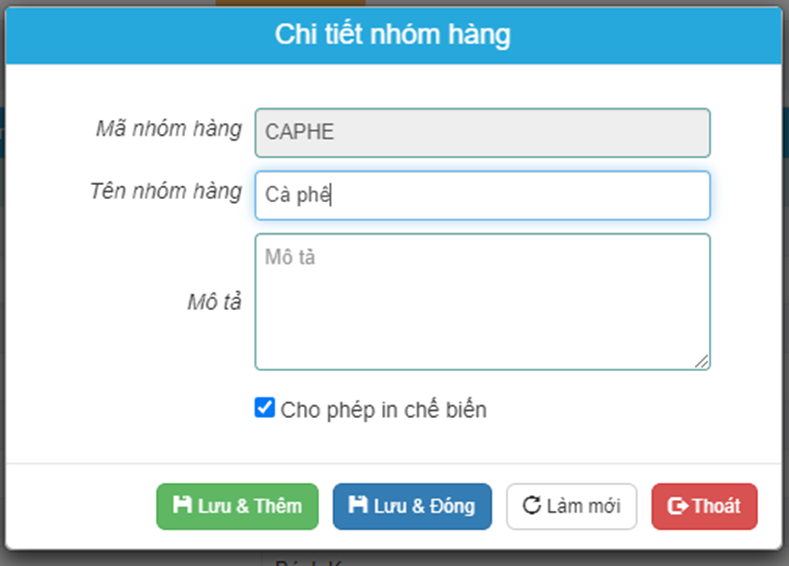 Chi tiết nhóm hàng
Mã nhóm hàng CAPHE
Tên nhóm hàng Cà phê
Mô tả
Mô tả
Cho phép in chế biến
Lưu & Thêm Lưu & Đóng Làm mới Thoát